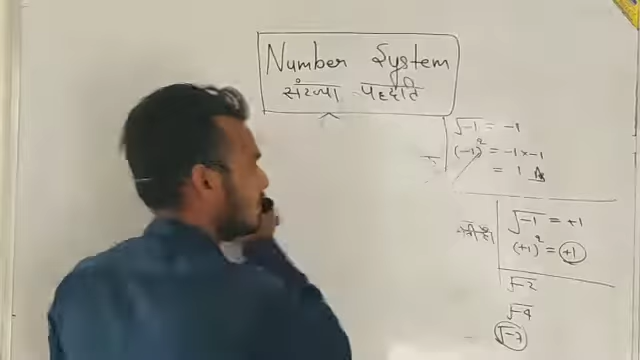 Number System
संख्या पद्धति
√-1 = -1
(-1)² = -1×-1
= 1
√-1 = +1
(+1)² = +1
√-2
√-4
√-7